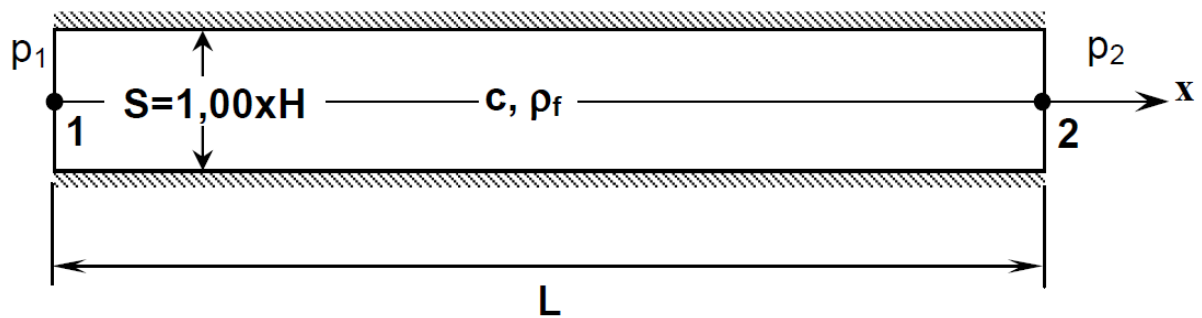 p₁
p₂
S=1,00xH
c, ρf
x
1
2
L